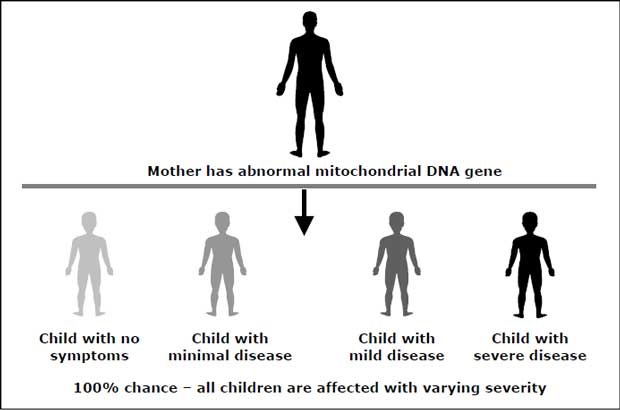 Mother has abnormal mitochondrial DNA gene
Child with no
symptoms
Child with
minimal disease
Child with
mild disease
Child with
severe disease
100% chance – all children are affected with varying severity